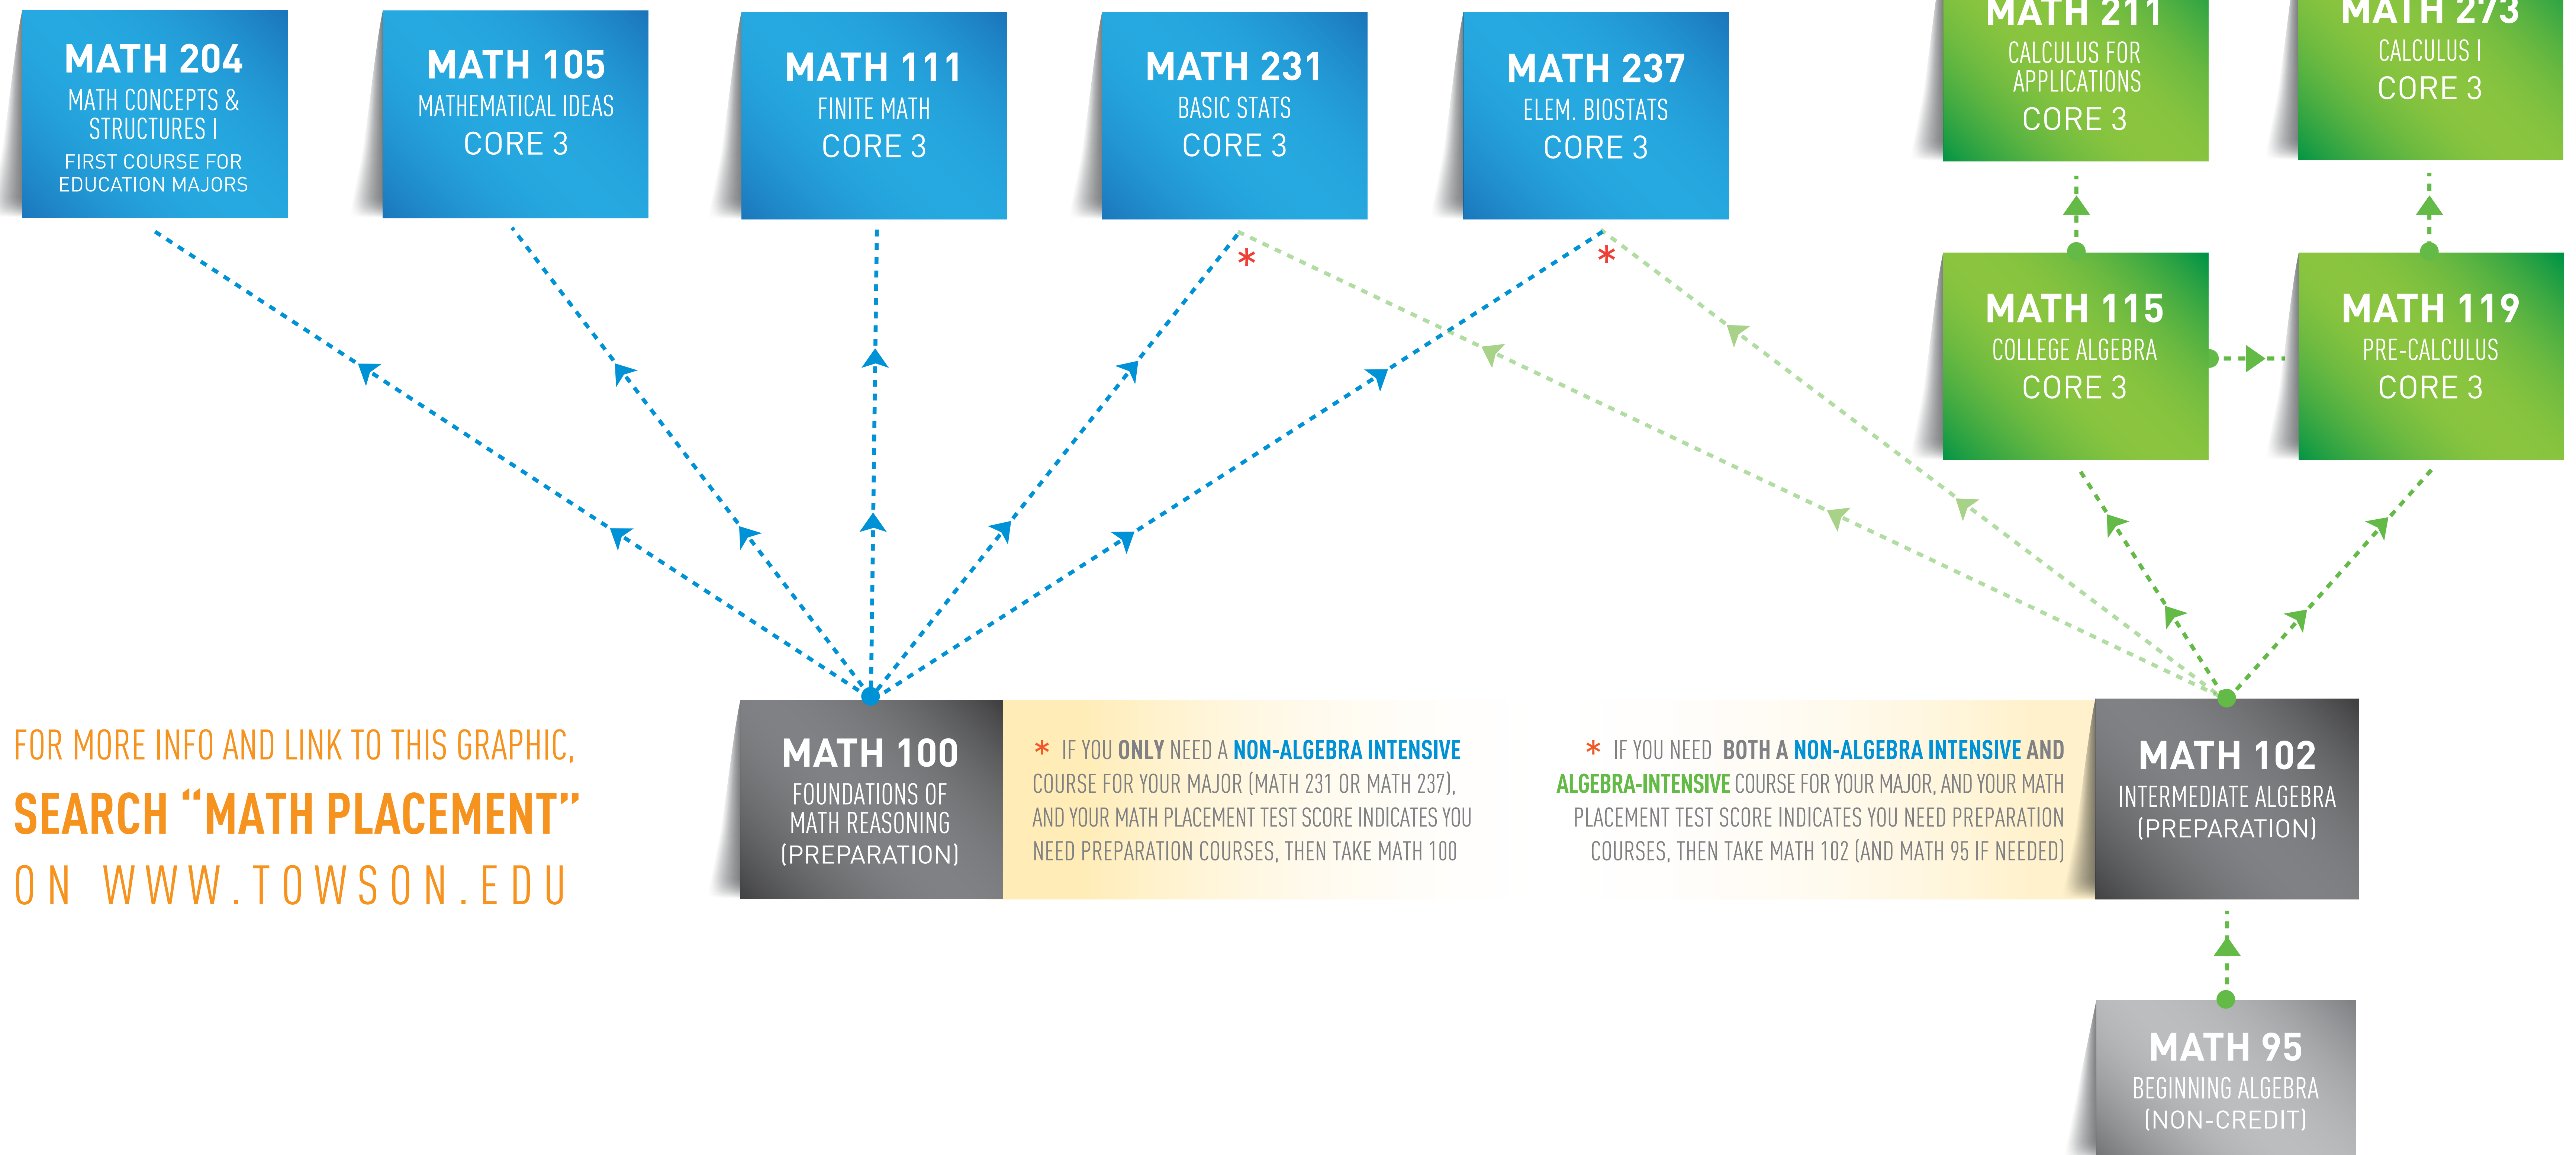 MATH 204
MATH CONCEPTS &
STRUCTURES I
FIRST COURSE FOR
EDUCATION MAJORS
MATH 105
MATHEMATICAL IDEAS
CORE 3
MATH 111
FINITE MATH
CORE 3
MATH 231
BASIC STATS
CORE 3
MATH 237
ELEM. BIOSTATS
CORE 3
MATH 211
CALCULUS FOR
APPLICATIONS
CORE 3
MATH 273
CALCULUS I
CORE 3
*
*
MATH 115
COLLEGE ALGEBRA
CORE 3
MATH 119
PRE-CALCULUS
CORE 3
FOR MORE INFO AND LINK TO THIS GRAPHIC,
SEARCH “MATH PLACEMENT”
ON WWW.TOWSON.EDU
MATH 100
FOUNDATIONS OF
MATH REASONING
(PREPARATION)
* IF YOU ONLY NEED A NON-ALGEBRA INTENSIVE
COURSE FOR YOUR MAJOR (MATH 231 OR MATH 237),
AND YOUR MATH PLACEMENT TEST SCORE INDICATES YOU
NEED PREPARATION COURSES, THEN TAKE MATH 100
* IF YOU NEED BOTH A NON-ALGEBRA INTENSIVE AND
ALGEBRA-INTENSIVE COURSE FOR YOUR MAJOR, AND YOUR MATH
PLACEMENT TEST SCORE INDICATES YOU NEED PREPARATION
COURSES, THEN TAKE MATH 102 (AND MATH 95 IF NEEDED)
MATH 102
INTERMEDIATE ALGEBRA
(PREPARATION)
MATH 95
BEGINNING ALGEBRA
(NON-CREDIT)